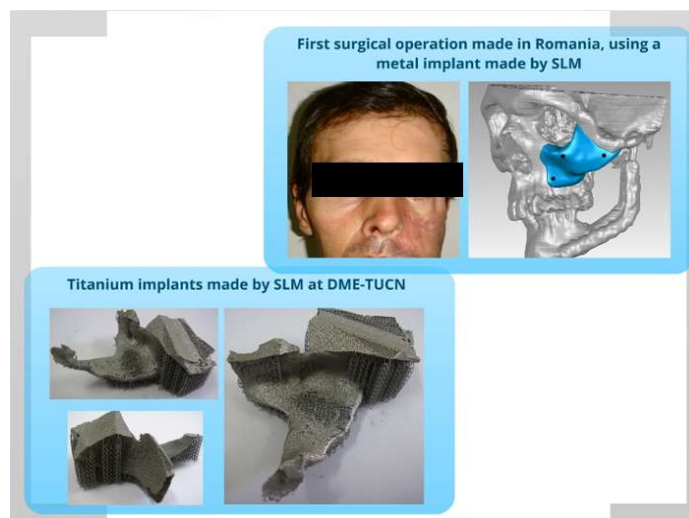 First surgical operation made in Romania, using a
metal implant made by SLM
Titanium implants made by SLM at DME-TUCN